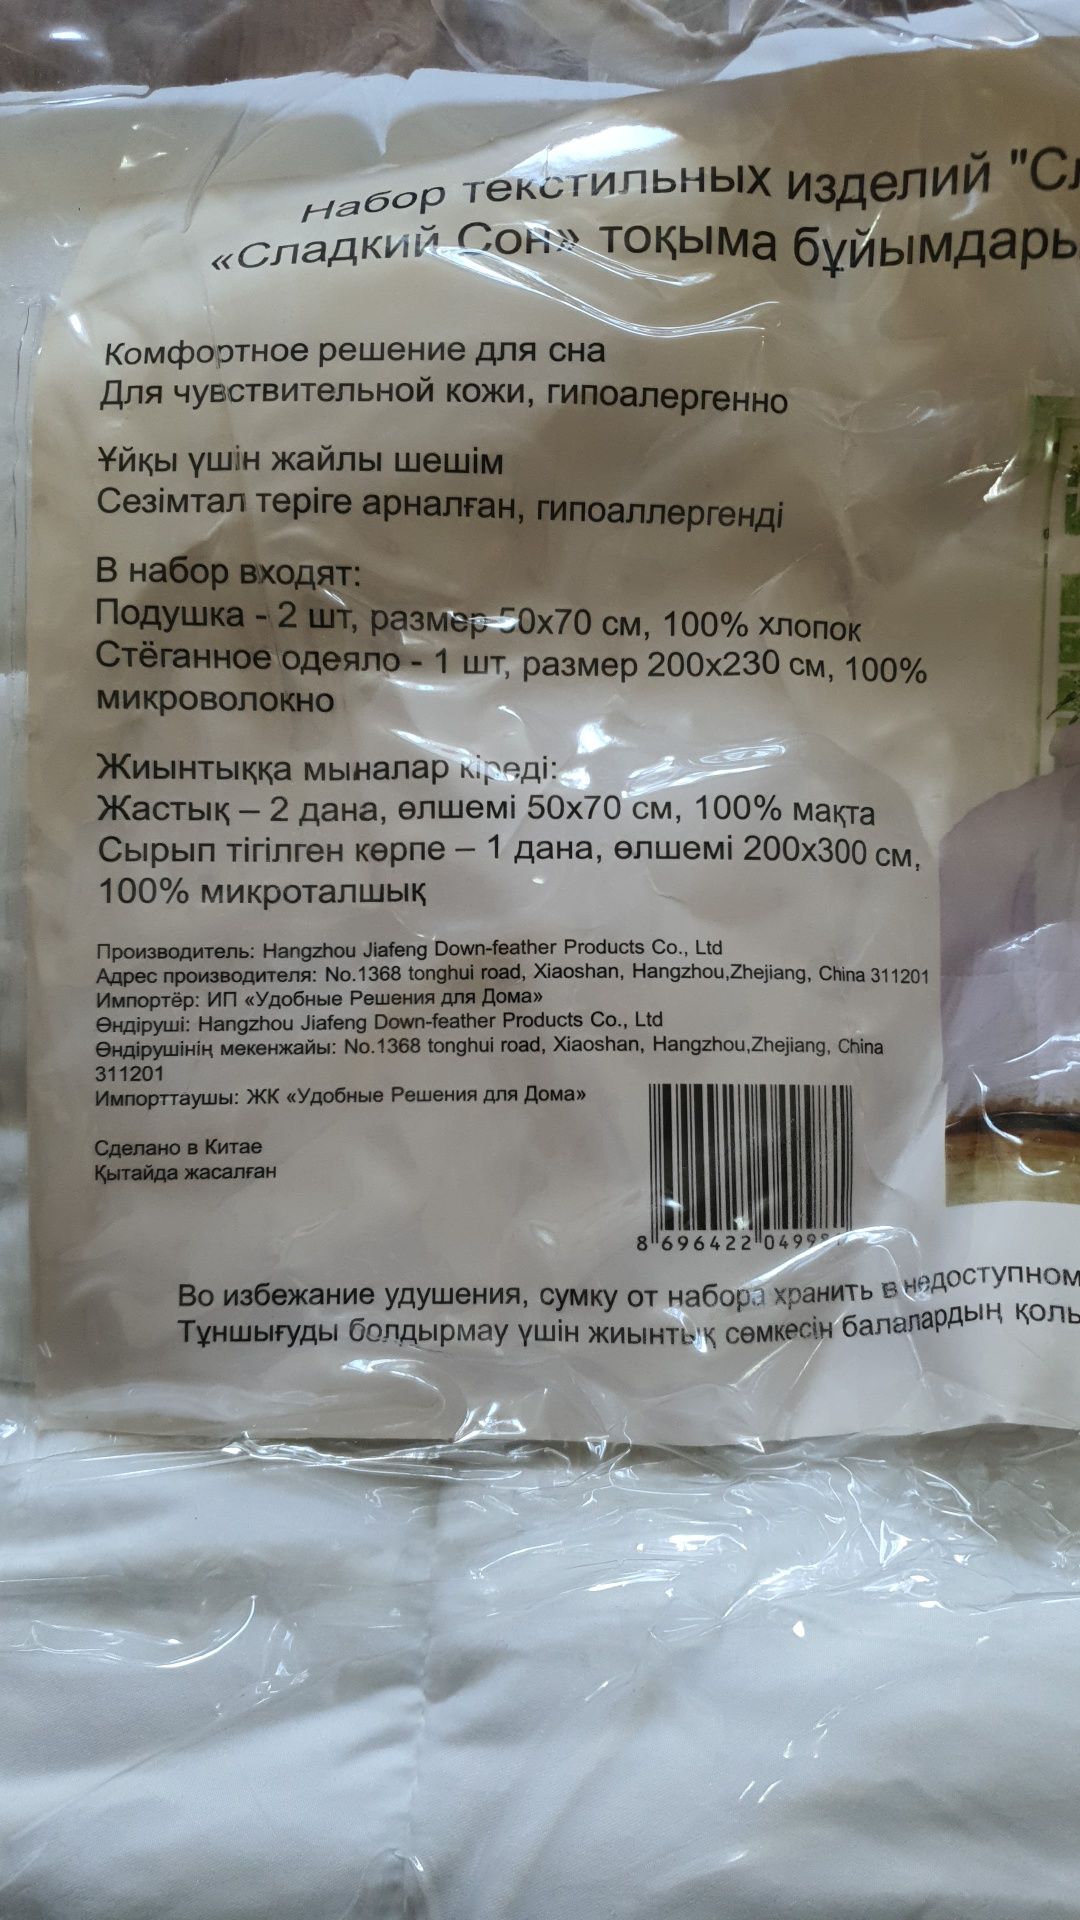 Набор текстильных изделий "Сл
«Сладкий Сон» тоқыма бұйымдары
Комфортное решение для сна
Для чувствительной кожи, гипоалергенно
Ұйқы үшін жайлы шешім
Сезімтал теріге арналған, гипоаллергенді
В набор входят:
Подушка - 2 шт, размер 50x70 см, 100% хлопок
Стёганное одеяло - 1 шт, размер 200x230 см, 100%
микроволокно
Жиынтыққа мыналар кіреді:
Жастық – 2 дана, өлшемі 50x70 см, 100% мақта
Сырып тігілген көрпе – 1 дана, өлшемі 200x300 см,
100% микроталшық
Производитель: Hangzhou Jiafeng Down-feather Products Co., Ltd
Адрес производителя: No.1368 tonghui road, Xiaoshan, Hangzhou,Zhejiang, China 311201
Импортёр: ИП «Удобные Решения для Дома»
Өндіруші: Hangzhou Jiafeng Down-feather Products Co., Ltd
Өндірушінің мекенжайы: No.1368 tonghui road, Xiaoshan, Hangzhou,Zhejiang, China
311201
Импорттаушы: ЖК «Удобные Решения для Дома»
Сделано в Китае
Қытайда жасалған
8 696422
Во избежание удушения, сумку от набора хранить в недоступном
Тұншығуды болдырмау үшін жиынтық сөмкесін балалардың қолы